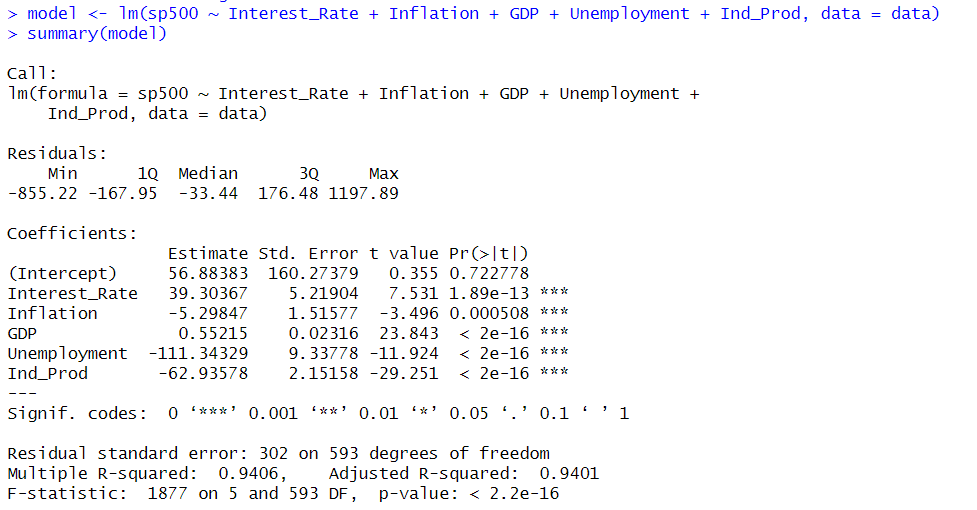 > model <- lm(sp500 ~ Interest_Rate + Inflation + GDP + Unemployment + Ind_Prod, data = data)
> summary(model)
Call:
lm(formula = sp500 ~ Interest_Rate + Inflation + GDP + Unemployment +
    Ind_Prod, data = data)
Residuals:
    Min      1Q  Median      3Q     Max
-855.22 -167.95  -33.44  176.48 1197.89
Coefficients:
                Estimate Std. Error t value Pr(>|t|)
(Intercept)     56.88383  160.27379   0.355 0.722778
Interest_Rate   39.30367    5.21904   7.531 1.89e-13 ***
Inflation       -5.29847    1.51577  -3.496 0.000508 ***
GDP              0.55215    0.02316  23.843  < 2e-16 ***
Unemployment  -111.34329    9.33778 -11.924  < 2e-16 ***
Ind_Prod       -62.93578    2.15158 -29.251  < 2e-16 ***
---
Signif. codes:  0 ‘***’ 0.001 ‘**’ 0.01 ‘*’ 0.05 ‘.’ 0.1 ‘ ’ 1
Residual standard error: 302 on 593 degrees of freedom
Multiple R-squared:  0.9406,    Adjusted R-squared:  0.9401
F-statistic:  1877 on 5 and 593 DF,  p-value: < 2.2e-16